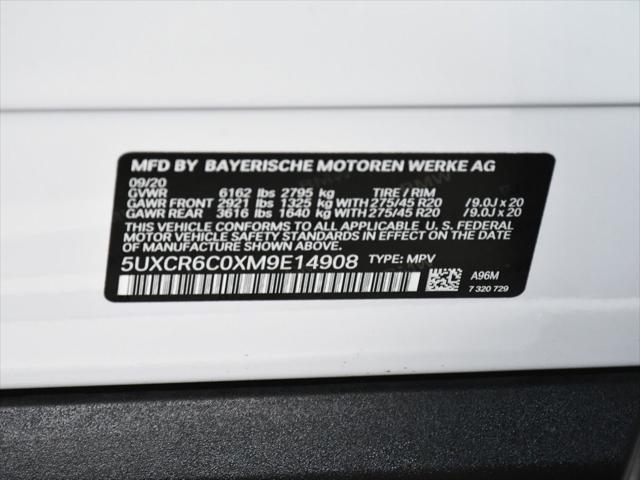 MFD BY BAYERISCHE MOTOREN WERKE AG
09/20
GVWR 6162 lbs 2795 kg TIRE / RIM
GAWR FRONT 2921 lbs 1325 kg WITH 275/45 R20 /9.0J x 20
GAWR REAR 3616 lbs 1640 kg WITH 275/45 R20 /9.0J x 20
THIS VEHICLE CONFORMS TO ALL APPLICABLE U. S. FEDERAL
MOTOR VEHICLE SAFETY STANDARDS IN EFFECT ON THE DATE
OF MANUFACTURE SHOWN ABOVE.
5UXCR6C0XM9E14908 TYPE: MPV
A96M
7 320 729